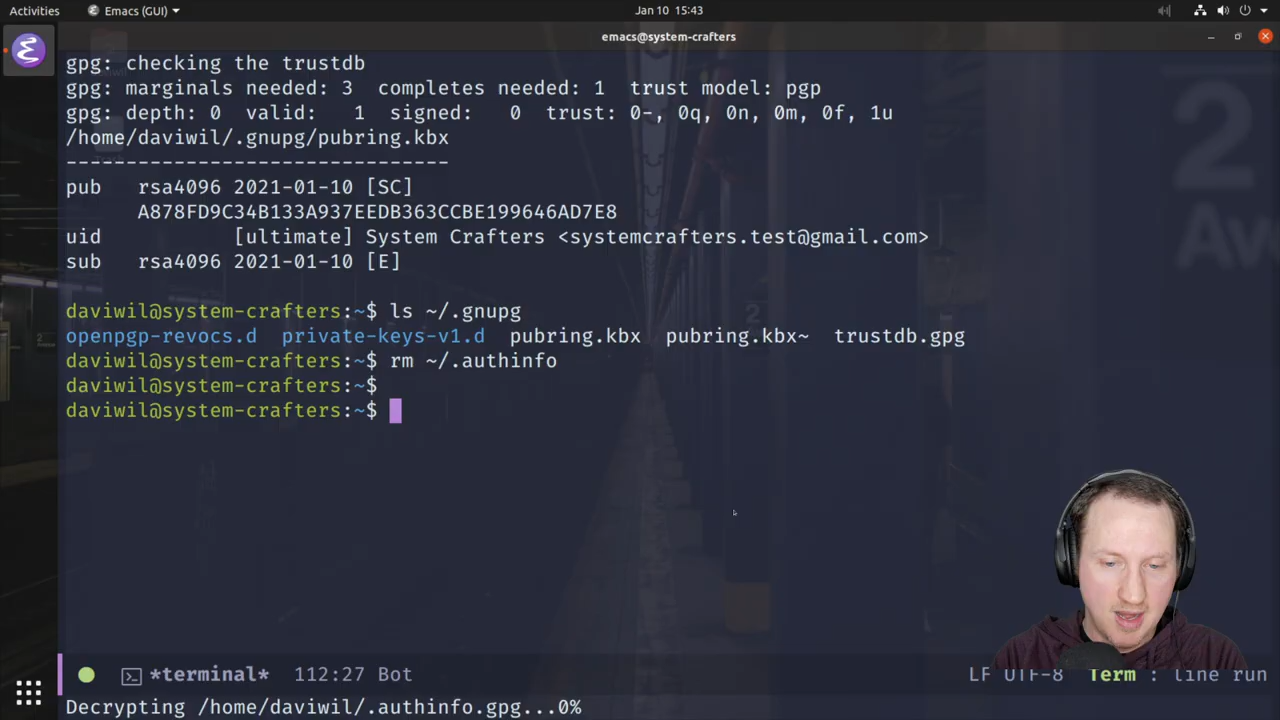 Activities Emacs (GUI) Jan 10 15:43
emacs@system-crafters
gpg: checking the trustdb
gpg: marginals needed: 3 completes needed: 1 trust model: pgp
gpg: depth: 0 valid: 1 signed: 0 trust: 0-, 0q, 0n, 0m, 0f, 1u
/home/daviwil/.gnupg/pubring.kbx
--------------------------------
pub rsa4096 2021-01-10 [SC]
A878FD9C34B133A937EEDB363CCBE199646AD7E8
uid [ultimate] System Crafters <systemcrafters.test@gmail.com>
sub rsa4096 2021-01-10 [E]
daviwil@system-crafters:~$ ls ~/.gnupg
openpgp-revocs.d private-keys-v1.d pubring.kbx pubring.kbx~ trustdb.gpg
daviwil@system-crafters:~$ rm ~/.authinfo
daviwil@system-crafters:~$
daviwil@system-crafters:~$
*terminal* 112:27 Bot LF UTF-8 Term : line run
Decrypting /home/daviwil/.authinfo.gpg...0%
2
Av